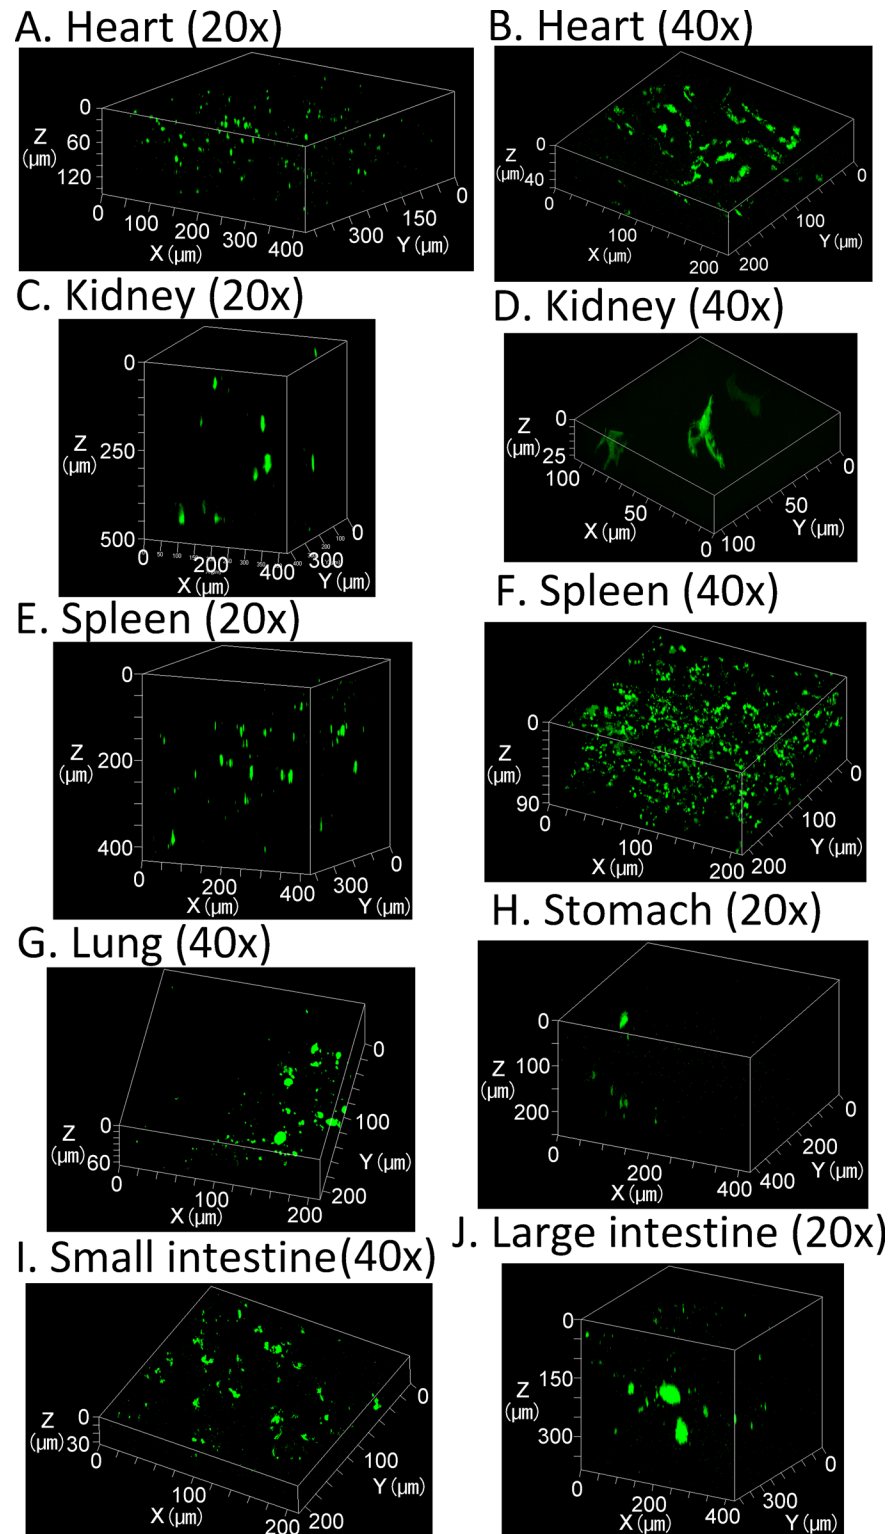 A. Heart (20x)
0
Z
60
(µm)
120
0
100
200
300
400
X (µm)
0
150
300
Y (µm)
B. Heart (40x)
0
Z
(µm)
40
0
100
200
X (µm)
0
100
200
Y (µm)
C. Kidney (20x)
0
Z
250
(µm)
500
0
200
400
X (µm)
0
300
Y (µm)
D. Kidney (40x)
0
Z
(µm)
25
100
50
0
X (µm)
0
50
100
Y (µm)
E. Spleen (20x)
0
Z
200
(µm)
400
0
200
400
X (µm)
0
300
Y (µm)
F. Spleen (40x)
0
Z
(µm)
90
0
100
200
X (µm)
0
100
200
Y (µm)
G. Lung (40x)
0
Z
(µm)
60
0
100
200
X (µm)
0
100
200
Y (µm)
H. Stomach (20x)
0
Z
100
(µm)
200
0
200
400
X (µm)
0
200
400
Y (µm)
I. Small intestine (40x)
0
Z
(µm)
30
0
100
200
X (µm)
0
100
200
Y (µm)
J. Large intestine (20x)
0
Z
150
(µm)
300
0
200
400
X (µm)
0
300
Y (µm)